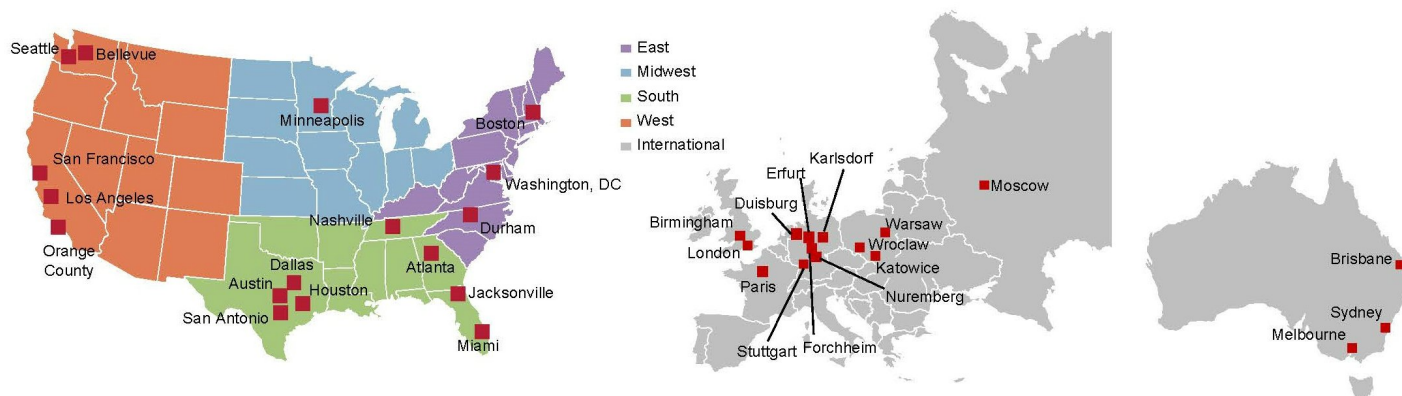 Seattle
Bellevue
Minneapolis
Boston
San Francisco
Los Angeles
Washington, DC
Nashville
Durham
Orange
County
Dallas
Atlanta
Austin
Houston
Jacksonville
San Antonio
Miami
East
Midwest
South
West
International
Karlsdorf
Erfurt
Moscow
Duisburg
Birmingham
Warsaw
London
Wroclaw
Katowice
Paris
Nuremberg
Stuttgart
Forchheim
Brisbane
Sydney
Melbourne